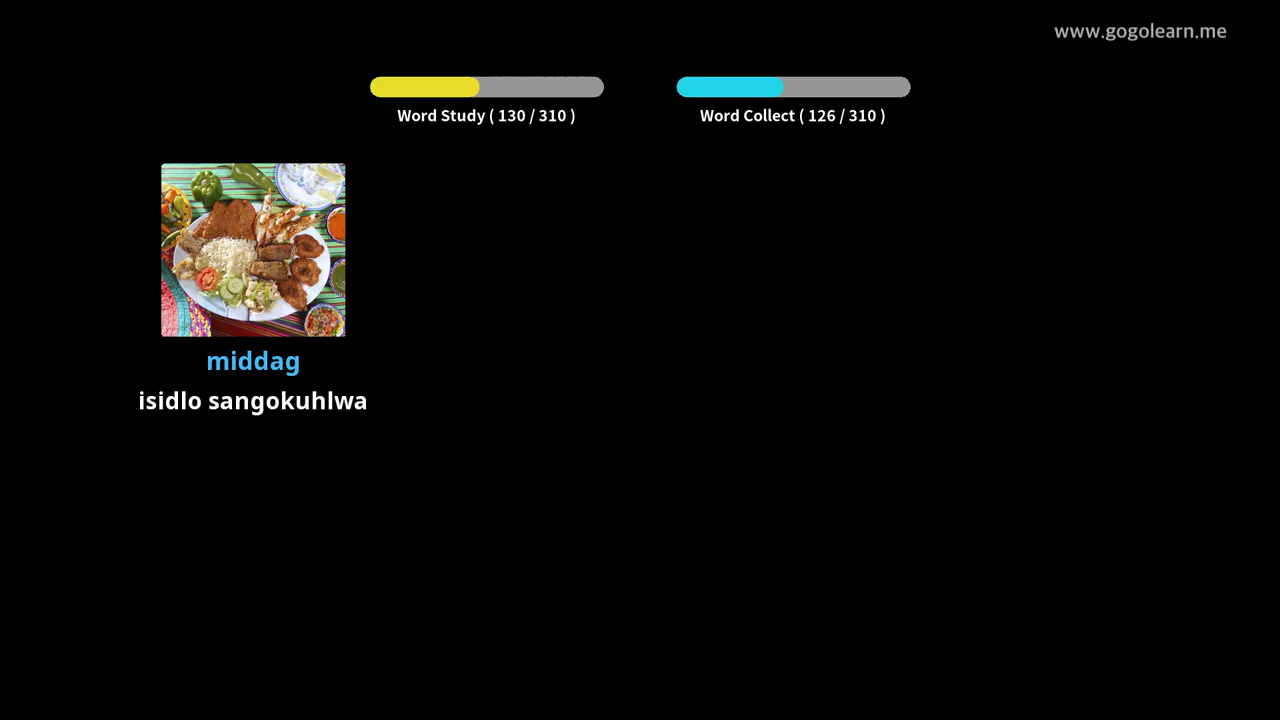 www.gogolearn.me
Word Study ( 130 / 310 )
Word Collect ( 126 / 310 )
middag
isidlo sangokuhlwa